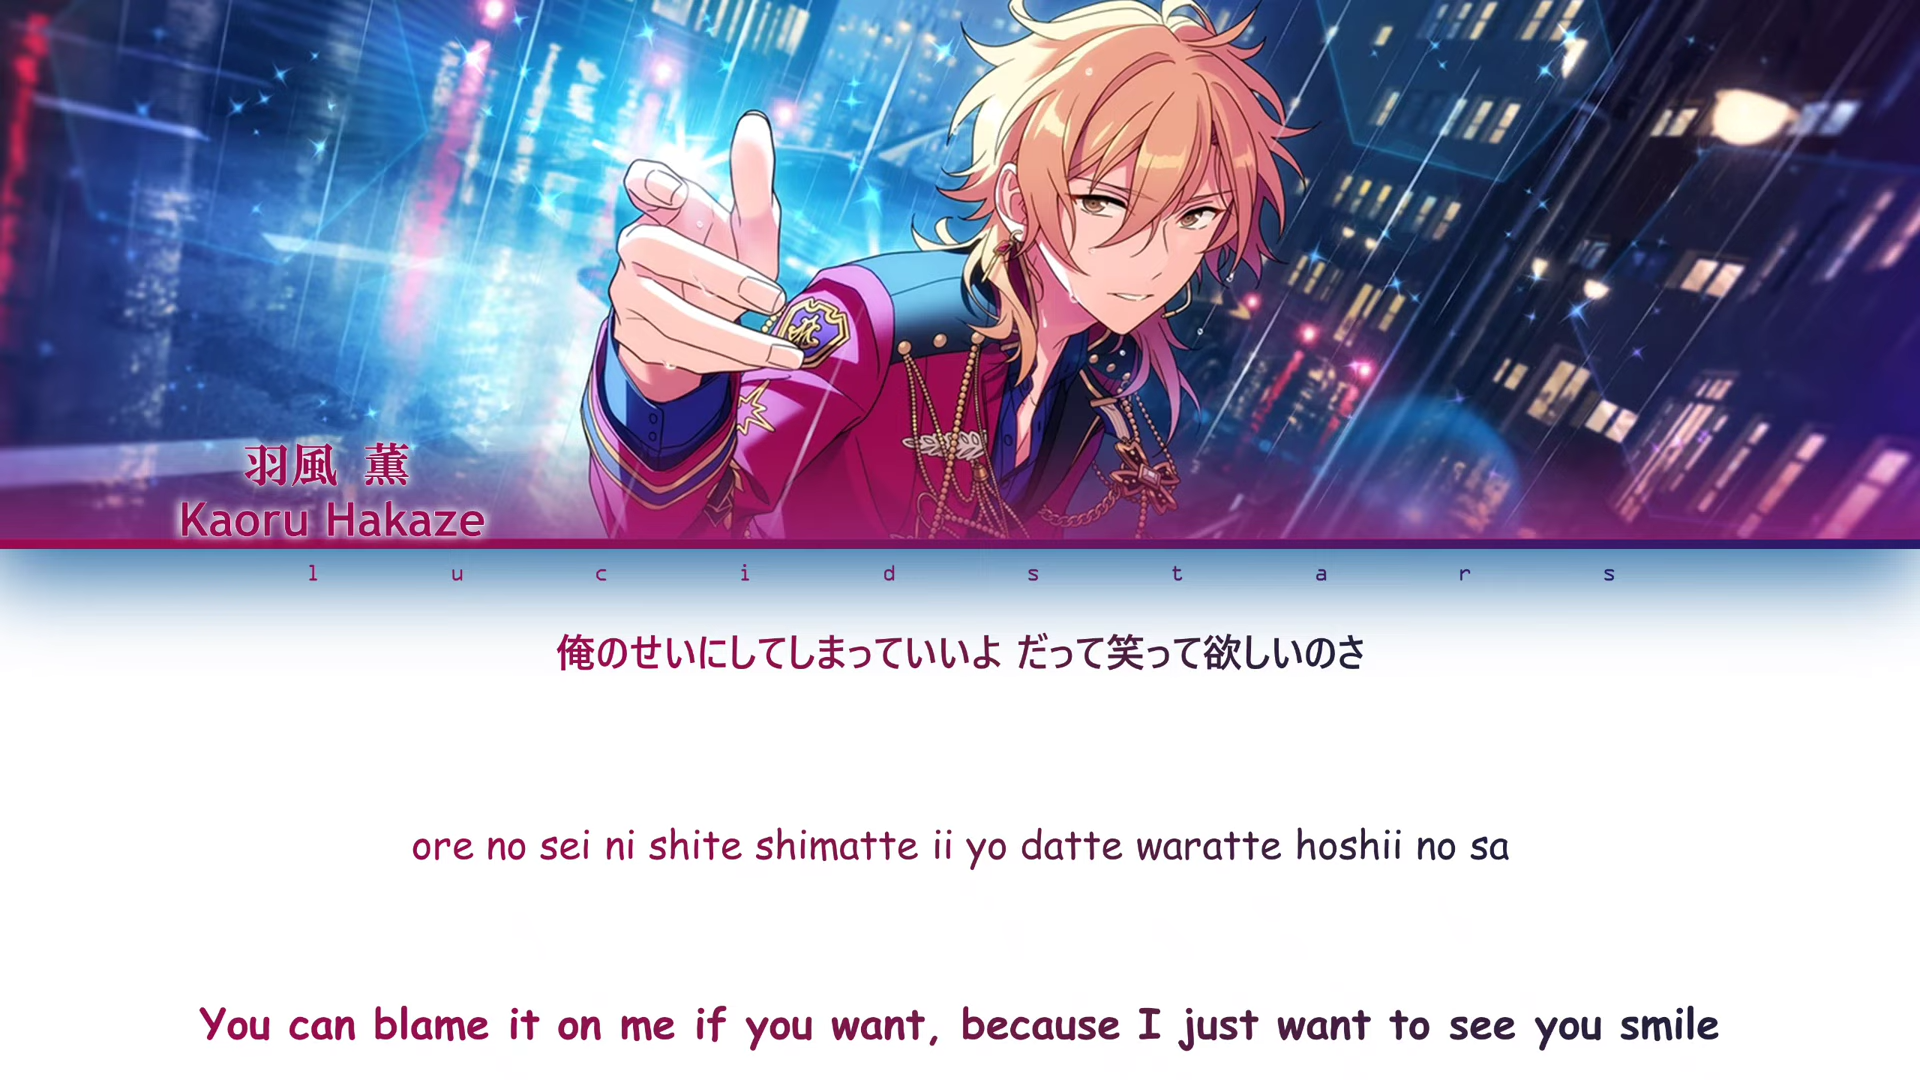 羽風 薫
Kaoru Hakaze
l u c i d s t a r s
俺のせいにしてしまっていいよ だって笑って欲しいのさ
ore no sei ni shite shimatte ii yo datte waratte hoshii no sa
You can blame it on me if you want, because I just want to see you smile